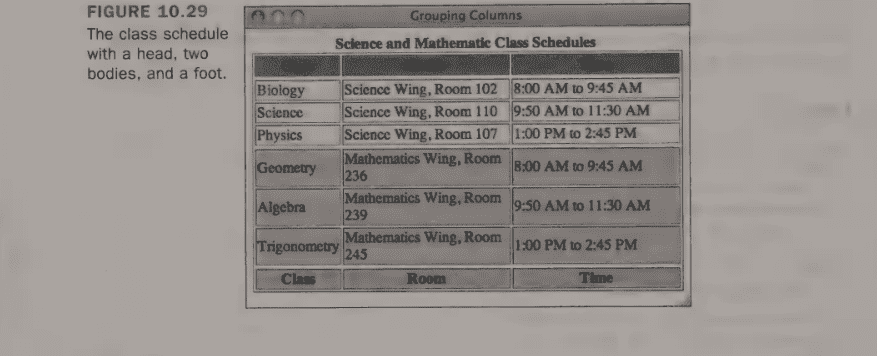 FIGURE 10.29
The class schedule
with a head, two
bodies, and a foot.
Grouping Columns
Science and Mathematic Class Schedules
Biology Science Wing, Room 102 8:00 AM to 9:45 AM
Science Science Wing, Room 110 9:50 AM to 11:30 AM
Physics Science Wing, Room 107 1:00 PM to 2:45 PM
Geometry Mathematics Wing, Room
236 8:00 AM to 9:45 AM
Algebra Mathematics Wing, Room
239 9:50 AM to 11:30 AM
Trigonometry Mathematics Wing, Room
245 1:00 PM to 2:45 PM
Class Room Time